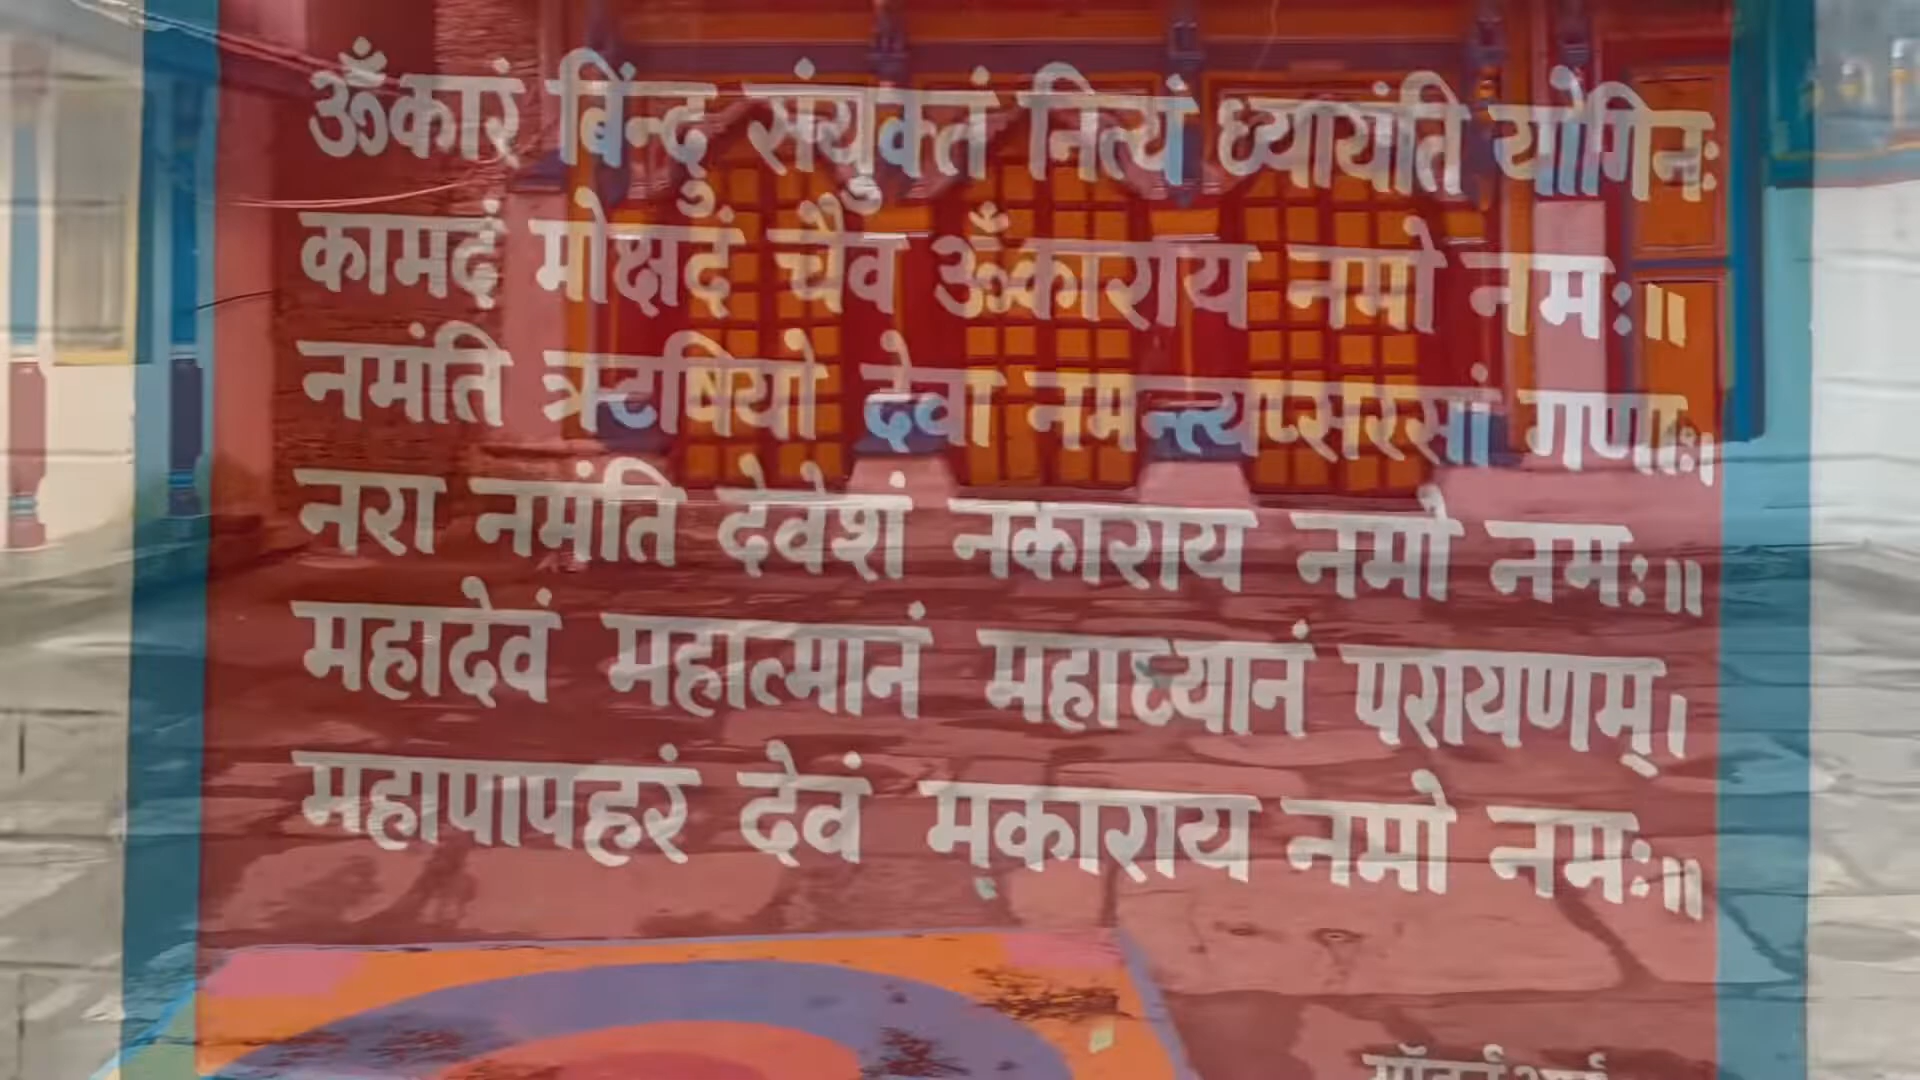 ॐकारं बिंन्दु संयुक्तं नित्यं ध्यायंति योगिनः
कामदं मोक्षदं चैव ॐकाराय नमो नमः॥
नमंति ऋषियो देवा नमन्त्यप्सरसां गणाः।
नरा नमंति देवेशं नकाराय नमो नमः॥
महादेवं महात्मानं महाध्यानं परायणम्।
महापापहरं देवं मकाराय नमो नमः॥